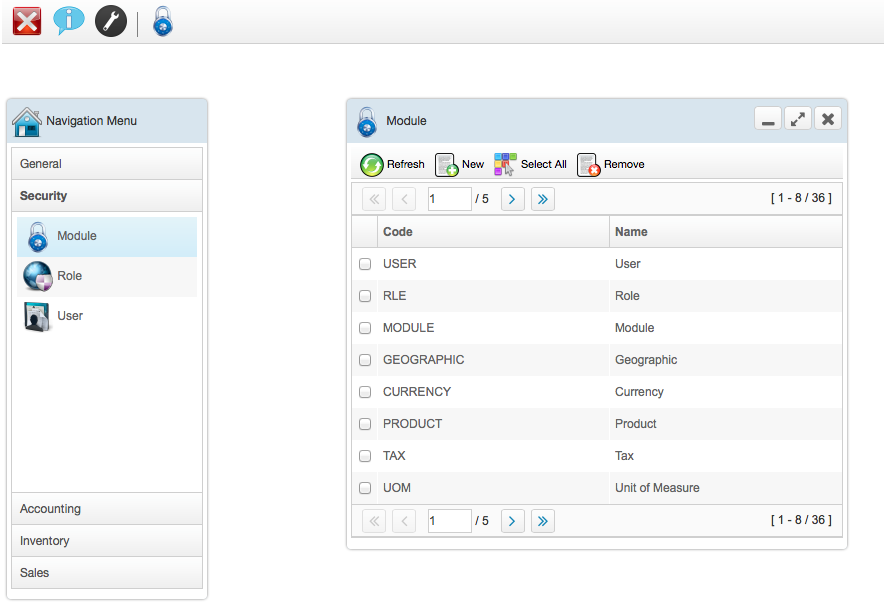 Navigation Menu
General
Security
Module
Role
User
Accounting
Inventory
Sales
Module
Refresh New Select All Remove
1 / 5 [ 1 - 8 / 36 ]
Code Name
USER User
RLE Role
MODULE Module
GEOGRAPHIC Geographic
CURRENCY Currency
PRODUCT Product
TAX Tax
UOM Unit of Measure
1 / 5 [ 1 - 8 / 36 ]